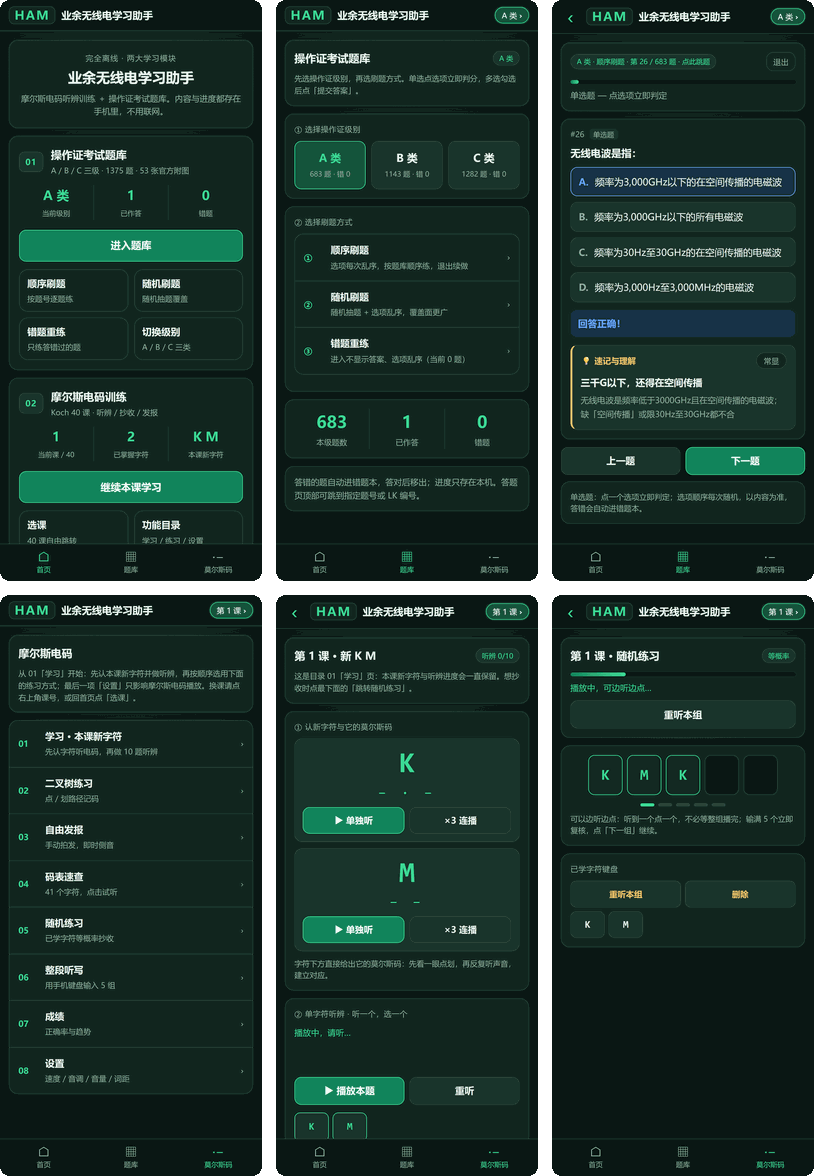 HAM 业余无线电学习助手
完全离线 · 两大学习模块
业余无线电学习助手
摩尔斯电码听辨训练 + 操作证考试题库。内容与进度都存在
手机里，不用联网。
01 操作证考试题库
A / B / C 三级 · 1375 题 · 53 张官方附图
A 类 1 0
当前级别 已作答 错题
进入题库
顺序刷题 随机刷题
按题号逐题练 随机抽题覆盖
错题重练 切换级别
只练答错过的题 A / B / C 三类
02 摩尔斯电码训练
Koch 40 课 · 听辨 / 抄收 / 发报
1 2 K M
当前课 / 40 已掌握字符 本课新字符
继续本课学习
选课 功能目录
40 课自由跳转 学习 / 练习 / 设置
首页 题库 莫尔斯码
HAM 业余无线电学习助手 A 类 ›
操作证考试题库 A 类
先选操作证级别，再选刷题方式。单选点选项立即判分，多选勾选
后点「提交答案」。
① 选择操作证级别
A 类 B 类 C 类
683 题 · 错 0 1143 题 · 错 0 1282 题 · 错 0
② 选择刷题方式
① 顺序刷题 ›
选项每次乱序，按题库顺序练，退出续做
② 随机刷题 ›
随机抽题 + 选项乱序，覆盖面更广
③ 错题重练 ›
进入不显示答案、选项乱序（当前 0 题）
683 1 0
本级题数 已作答 错题
答错的题自动进错题本，答对后移出；进度只存在本机。答题
页顶部可跳到指定题号或 LK 编号。
首页 题库 莫尔斯码
‹ HAM 业余无线电学习助手 A 类 ›
A 类 · 顺序刷题 · 第 26 / 683 题 · 点此跳题 退出
单选题 — 点选项立即判定
#26 单选题
无线电波是指：
A. 频率为3,000GHz以下的在空间传播的电磁波
B. 频率为3,000GHz以下的所有电磁波
C. 频率为30Hz至30GHz的在空间传播的电磁波
D. 频率为3,000Hz至3,000MHz的电磁波
回答正确！
速记与理解 常显
三千G以下，还得在空间传播
无线电波是频率低于3000GHz且在空间传播的电磁波；
缺「空间传播」或限30Hz至30GHz都不合
上一题 下一题
单选题：点一个选项立即判定；选项顺序每次随机，以内容为准，
答错会自动进错题本。
首页 题库 莫尔斯码
HAM 业余无线电学习助手 第 1 课 ›
摩尔斯电码
从 01「学习」开始：先认本课新字符并做听辨，再按顺序选用下面
的练习方式；最后一项「设置」只影响摩尔斯电码播放。换课请点
右上角课号，或回首页点「选课」。
01 学习 · 本课新字符 ›
先认字符听电码，再做 10 题听辨
02 二叉树练习 ›
点 / 划路径记码
03 自由发报 ›
手动拍发，即时侧音
04 码表速查 ›
41 个字符，点击试听
05 随机练习 ›
已学字符等概率抄收
06 整段听写 ›
用手机键盘输入 5 组
07 成绩 ›
正确率与趋势
08 设置 ›
速度 / 音调 / 音量 / 词距
首页 题库 莫尔斯码
‹ HAM 业余无线电学习助手 第 1 课 ›
第 1 课 · 新 K M 听辨 0/10
这是目录 01「学习」页：本课新字符与听辨进度会一直保留。想抄
收时点最下面的「跳转随机练习」。
① 认新字符与它的莫尔斯码
K
— · —
▶ 单独听 ×3 连播
M
— —
▶ 单独听 ×3 连播
字符下方直接给出它的莫尔斯码：先看一眼点划，再反复听声音，
建立对应。
② 单字符听辨 · 听一个，选一个
播放中，请听…
▶ 播放本题 重听
K M
首页 题库 莫尔斯码
‹ HAM 业余无线电学习助手 第 1 课 ›
第 1 课 · 随机练习 等概率
播放中，可边听边点…
重听本组
K M K
可以边听边点：听到一个点一个，不必等整组播完；输满 5 个立即
复核，点「下一组」继续。
已学字符键盘
重听本组 删除
K M
首页 题库 莫尔斯码